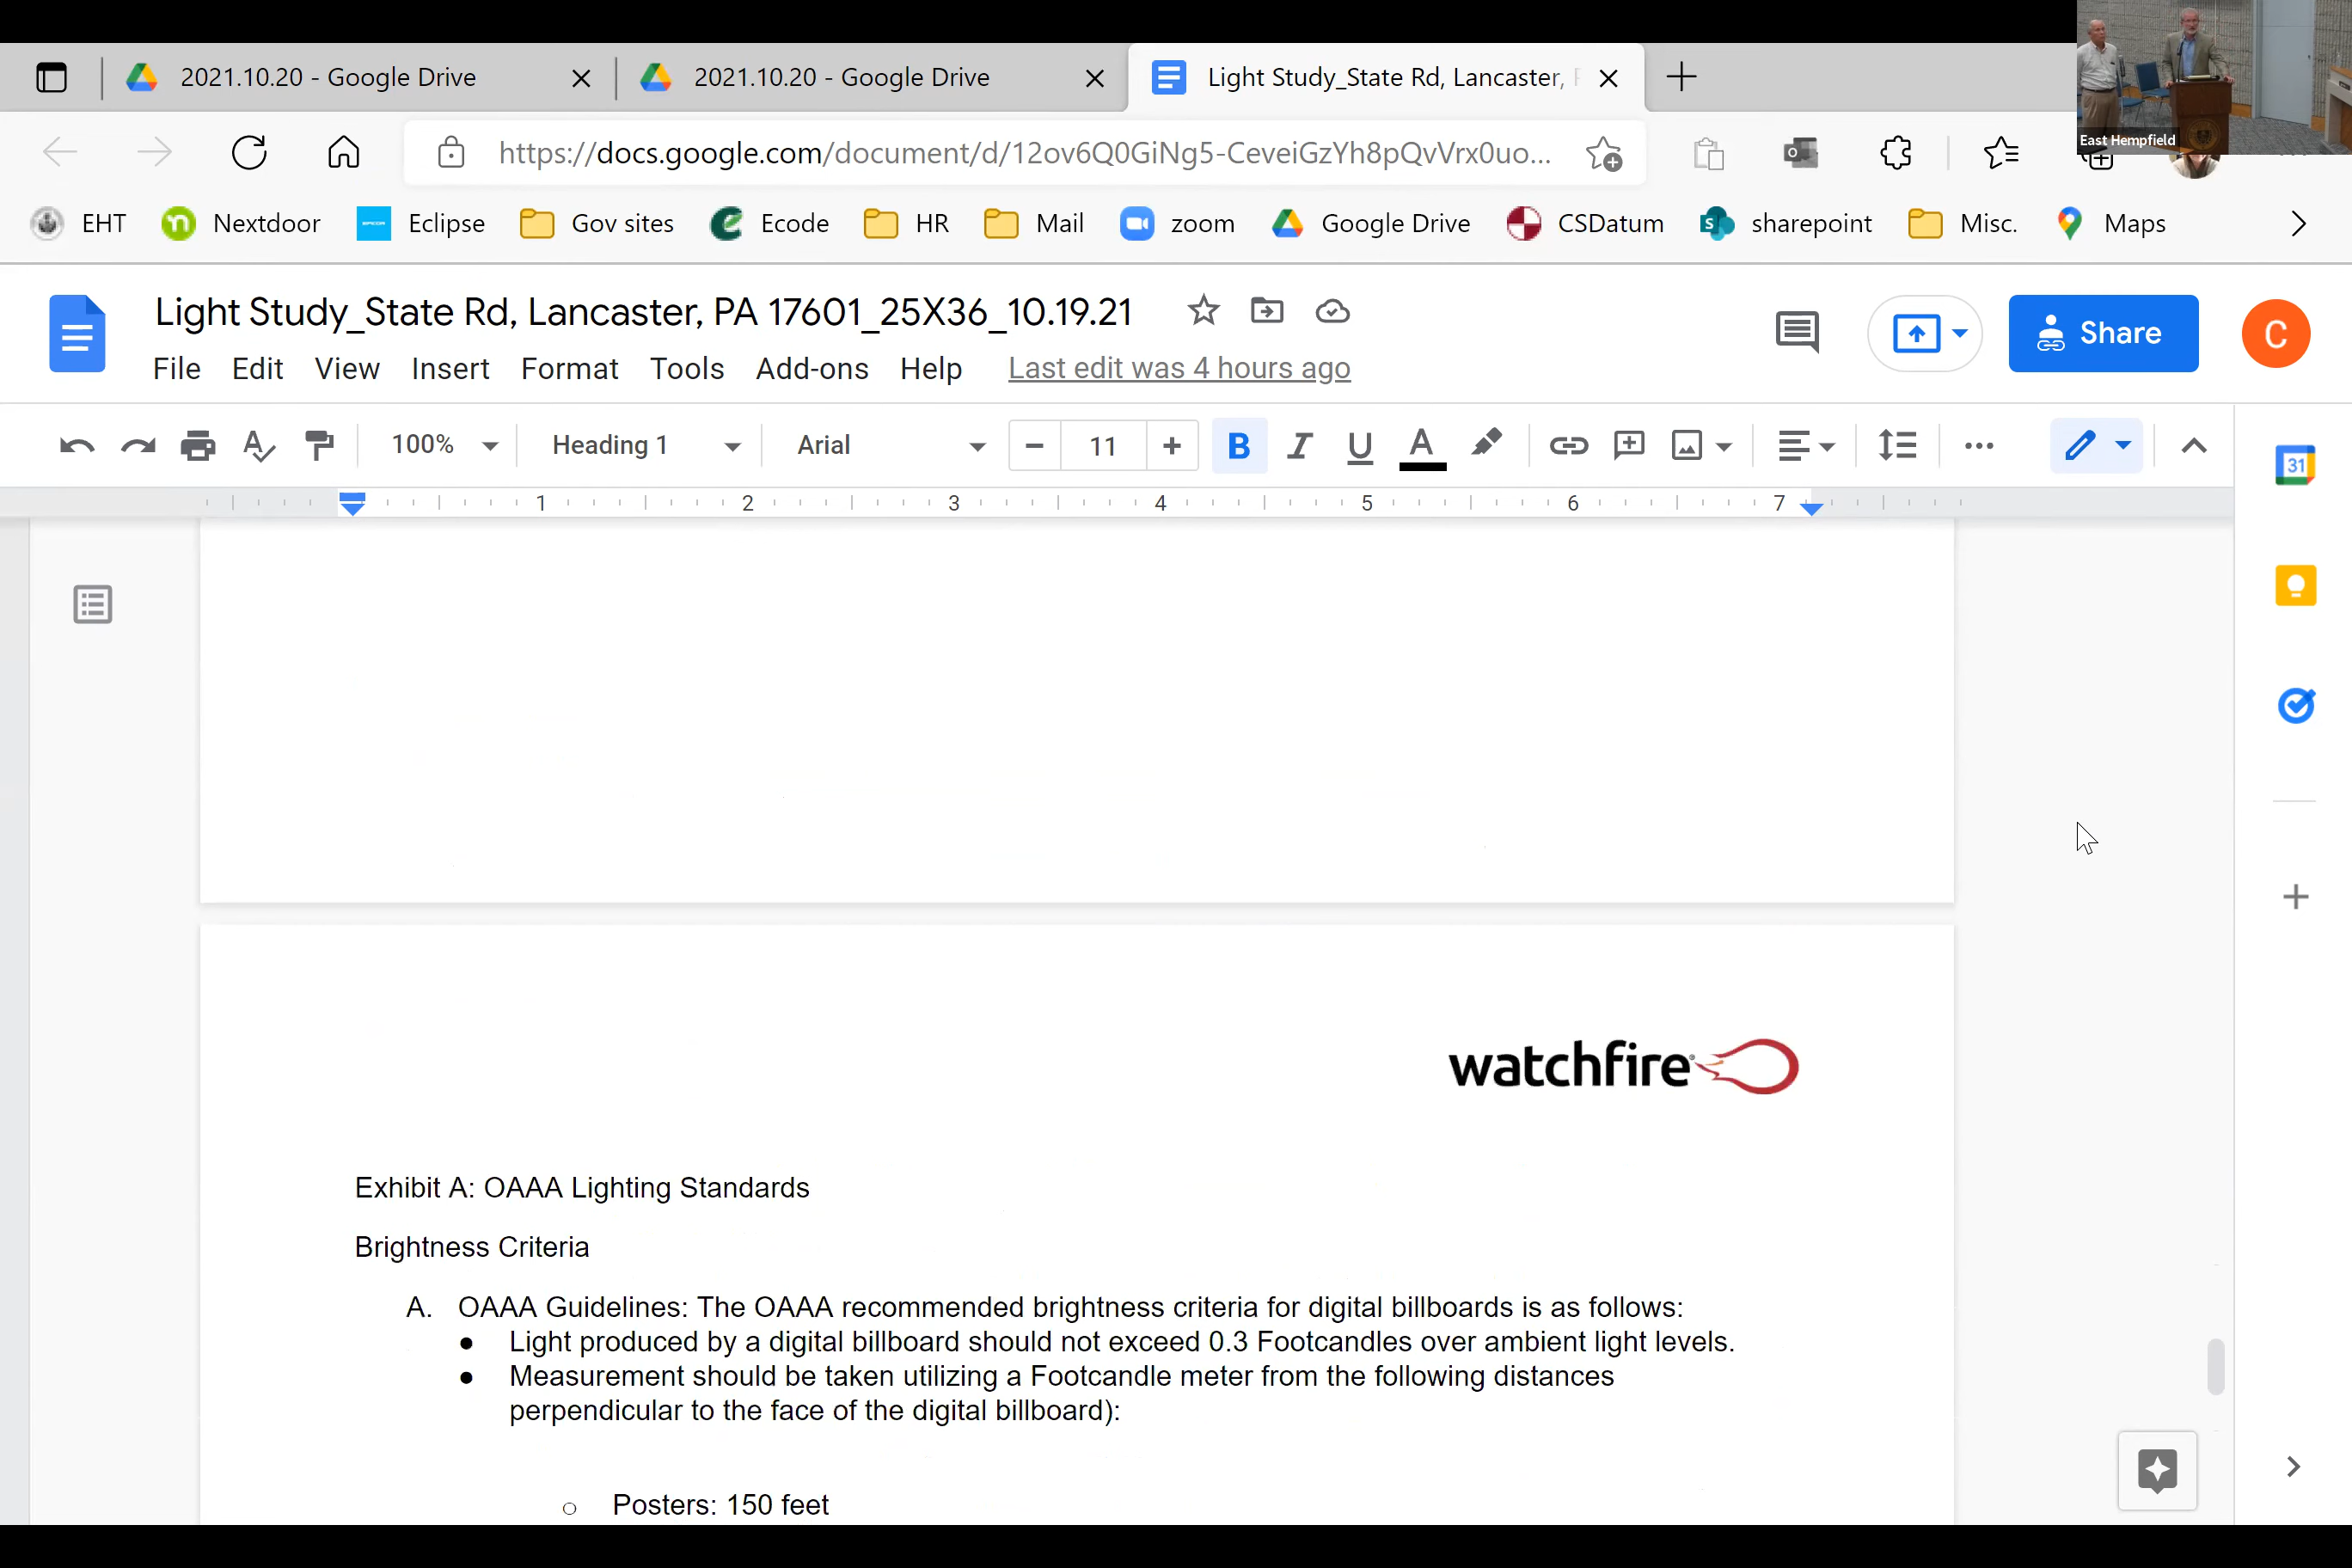 2021.10.20 - Google Drive
2021.10.20 - Google Drive
Light Study_State Rd, Lancaster,
East Hempfield
https://docs.google.com/document/d/12ov6Q0GiNg5-CeveiGzYh8pQvVrx0uo...
EHT
Nextdoor
Eclipse
Gov sites
Ecode
HR
Mail
zoom
Google Drive
CSDatum
sharepoint
Misc.
Maps
Light Study_State Rd, Lancaster, PA 17601_25X36_10.19.21
Share
C
File Edit View Insert Format Tools Add-ons Help Last edit was 4 hours ago
100% Heading 1 Arial - 11 + B I U A
31
1 2 3 4 5 6 7
watchfire
Exhibit A: OAAA Lighting Standards
Brightness Criteria
A. OAAA Guidelines: The OAAA recommended brightness criteria for digital billboards is as follows:
● Light produced by a digital billboard should not exceed 0.3 Footcandles over ambient light levels.
● Measurement should be taken utilizing a Footcandle meter from the following distances
perpendicular to the face of the digital billboard):
○ Posters: 150 feet